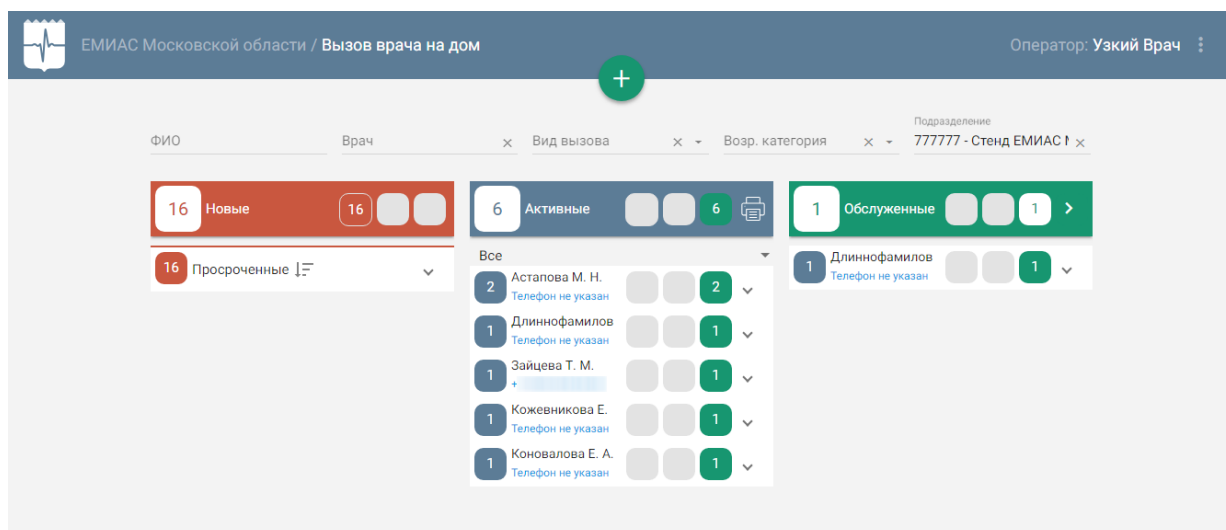 ЕМИАС Московской области / Вызов врача на дом
Оператор: Узкий Врач
+
ФИО
Врач
Вид вызова
Возр. категория
Подразделение
777777 - Стенд ЕМИАС
16 Новые 16
6 Активные 6
1 Обслуженные 1
16 Просроченные
Все
2 Астапова М. Н. 2
Телефон не указан
1 Длиннофамилов 1
Телефон не указан
1 Зайцева Т. М. 1
+
1 Кожевникова Е. 1
Телефон не указан
1 Коновалова Е. А. 1
Телефон не указан
1 Длиннофамилов 1
Телефон не указан